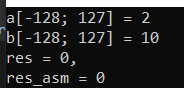 a[-128; 127] = 2
b[-128; 127] = 10
res = 0,
res_asm = 0